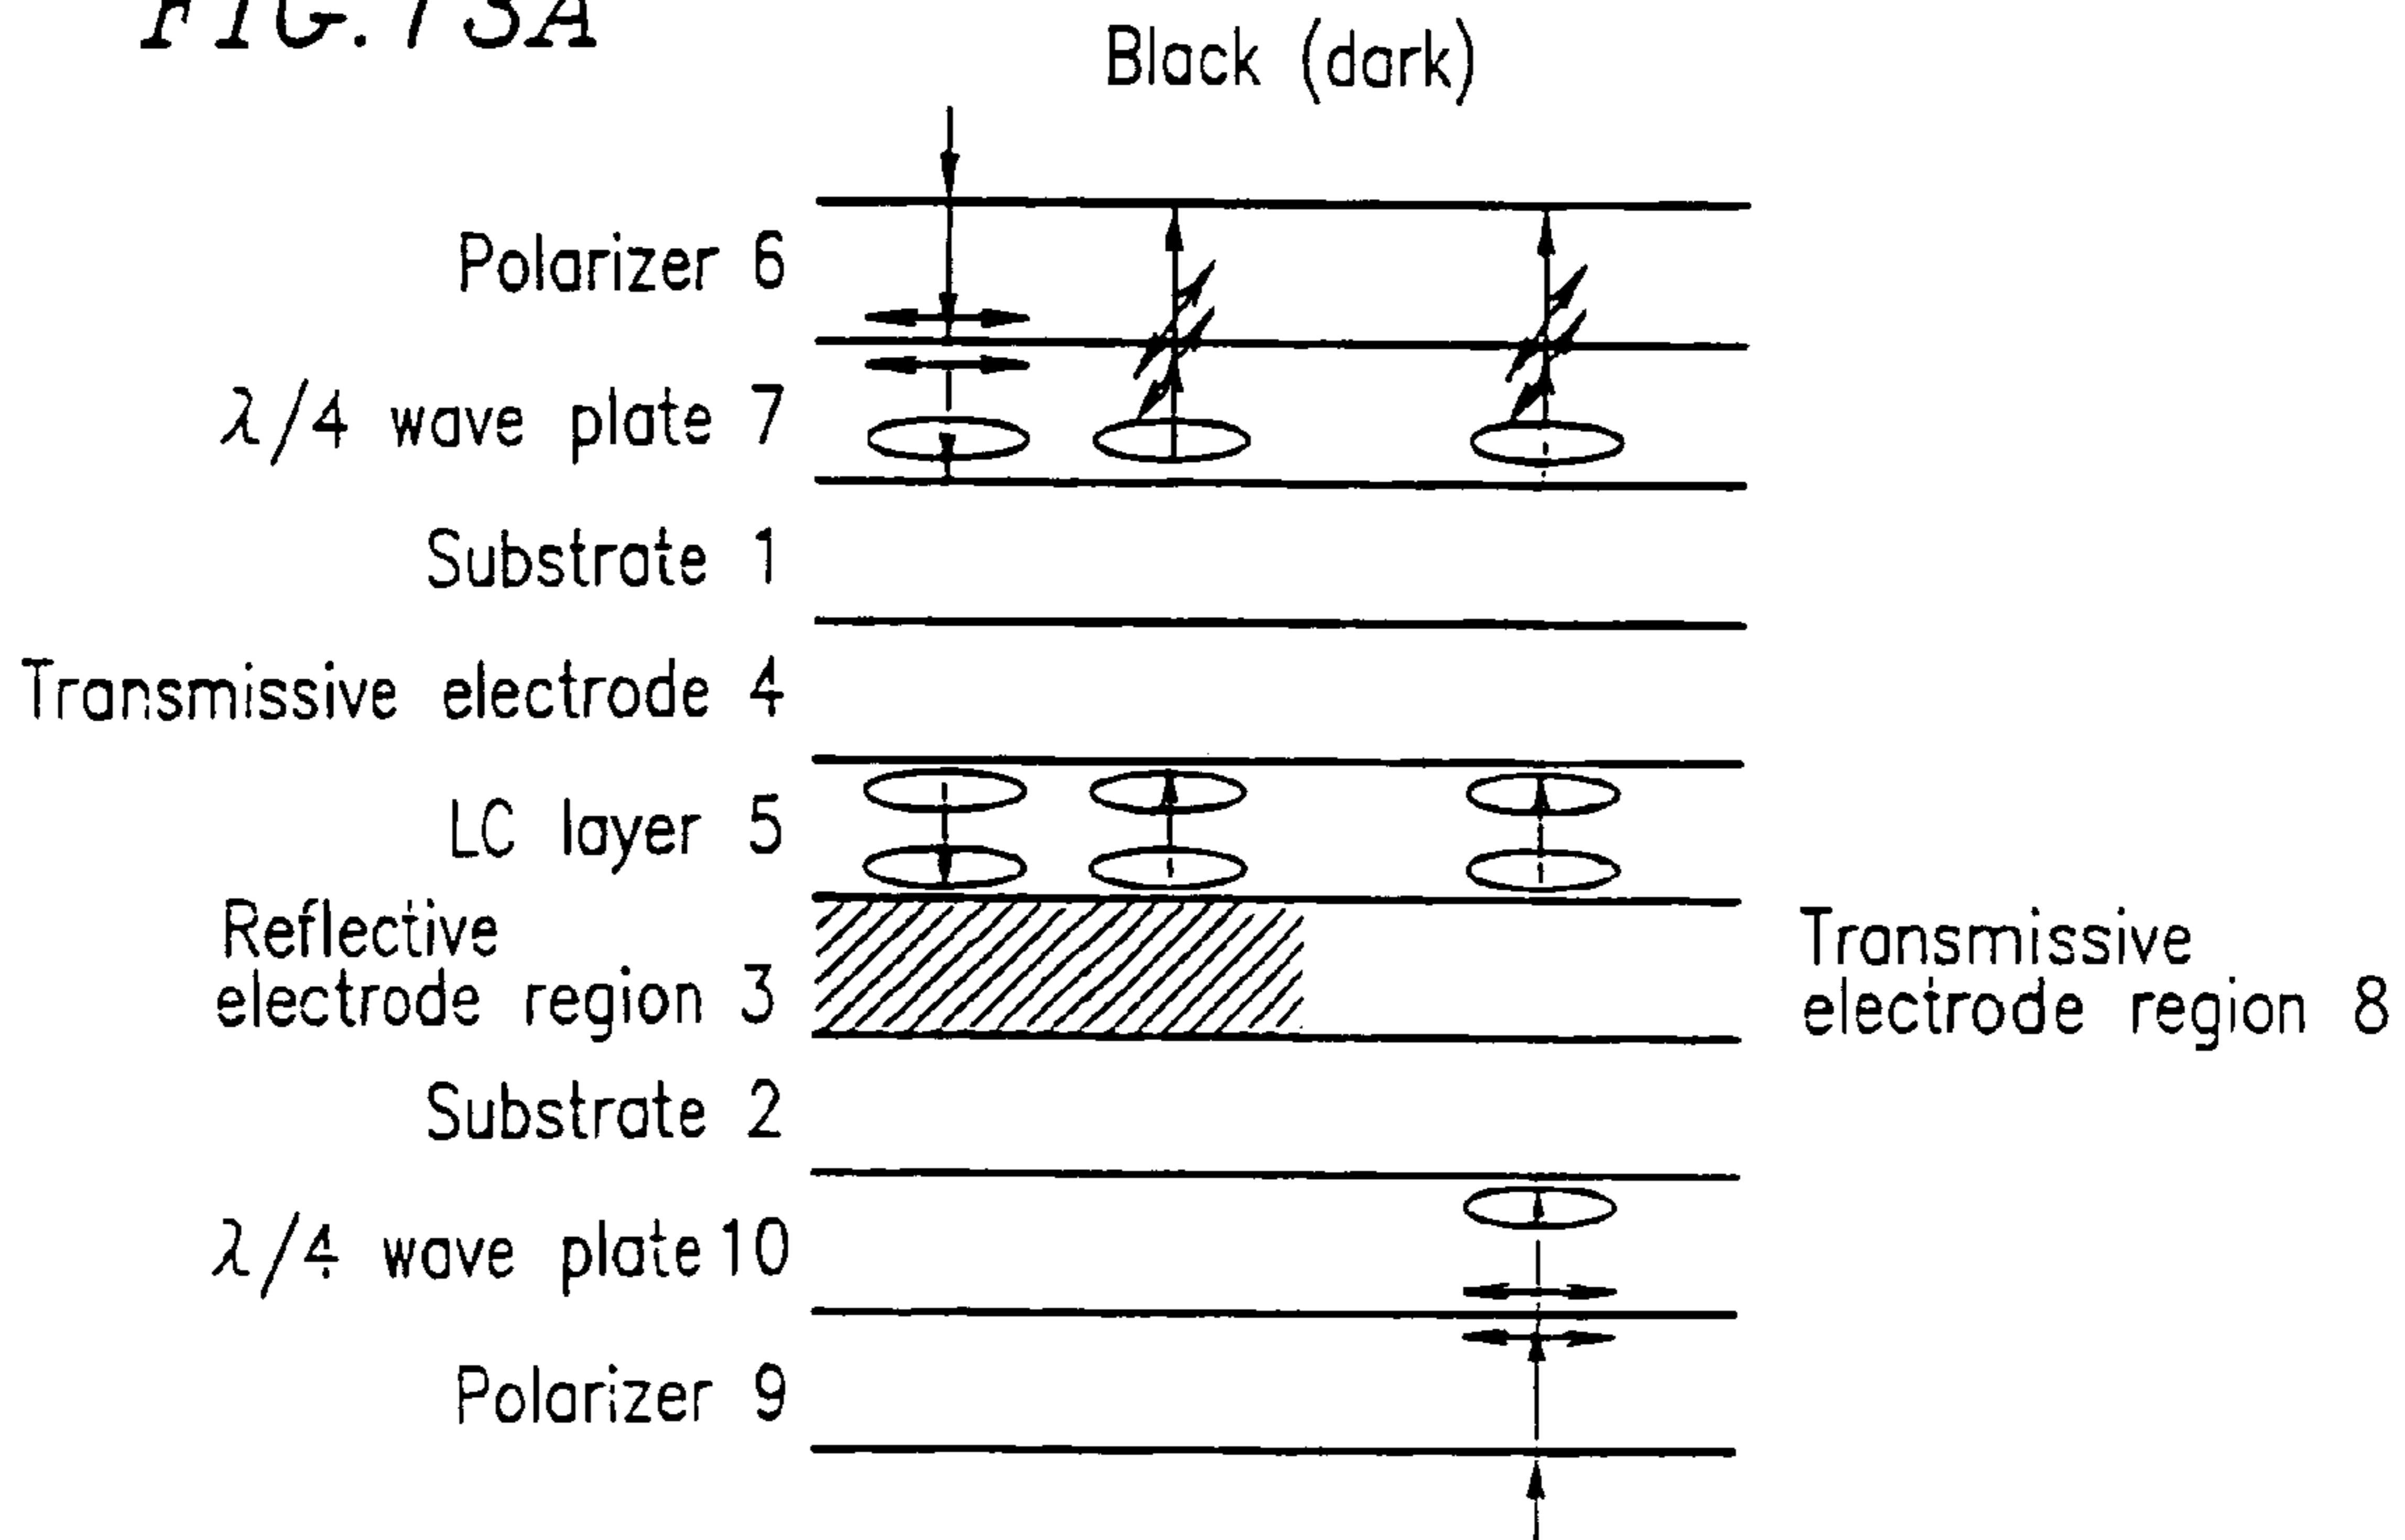 FIG. 13A
Black (dark)
Polarizer 6
λ/4 wave plate 7
Substrate 1
Transmissive electrode 4
LC layer 5
Reflective
electrode region 3
Transmissive
electrode region 8
Substrate 2
λ/4 wave plate 10
Polarizer 9